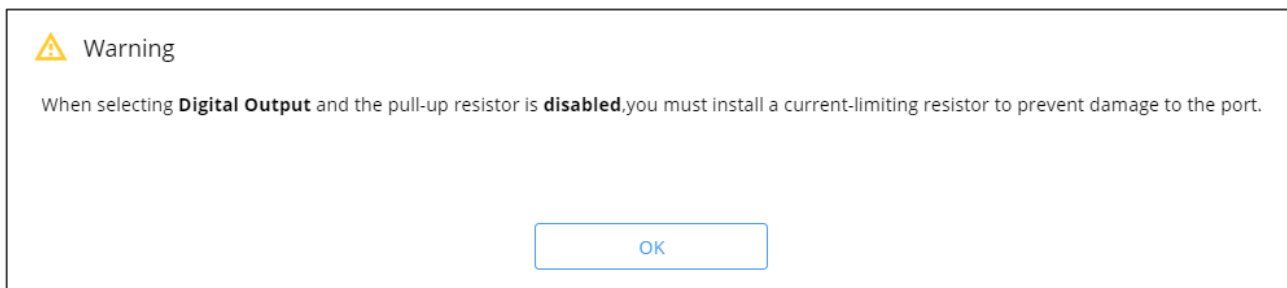 Warning
When selecting Digital Output and the pull-up resistor is disabled,you must install a current-limiting resistor to prevent damage to the port.
OK